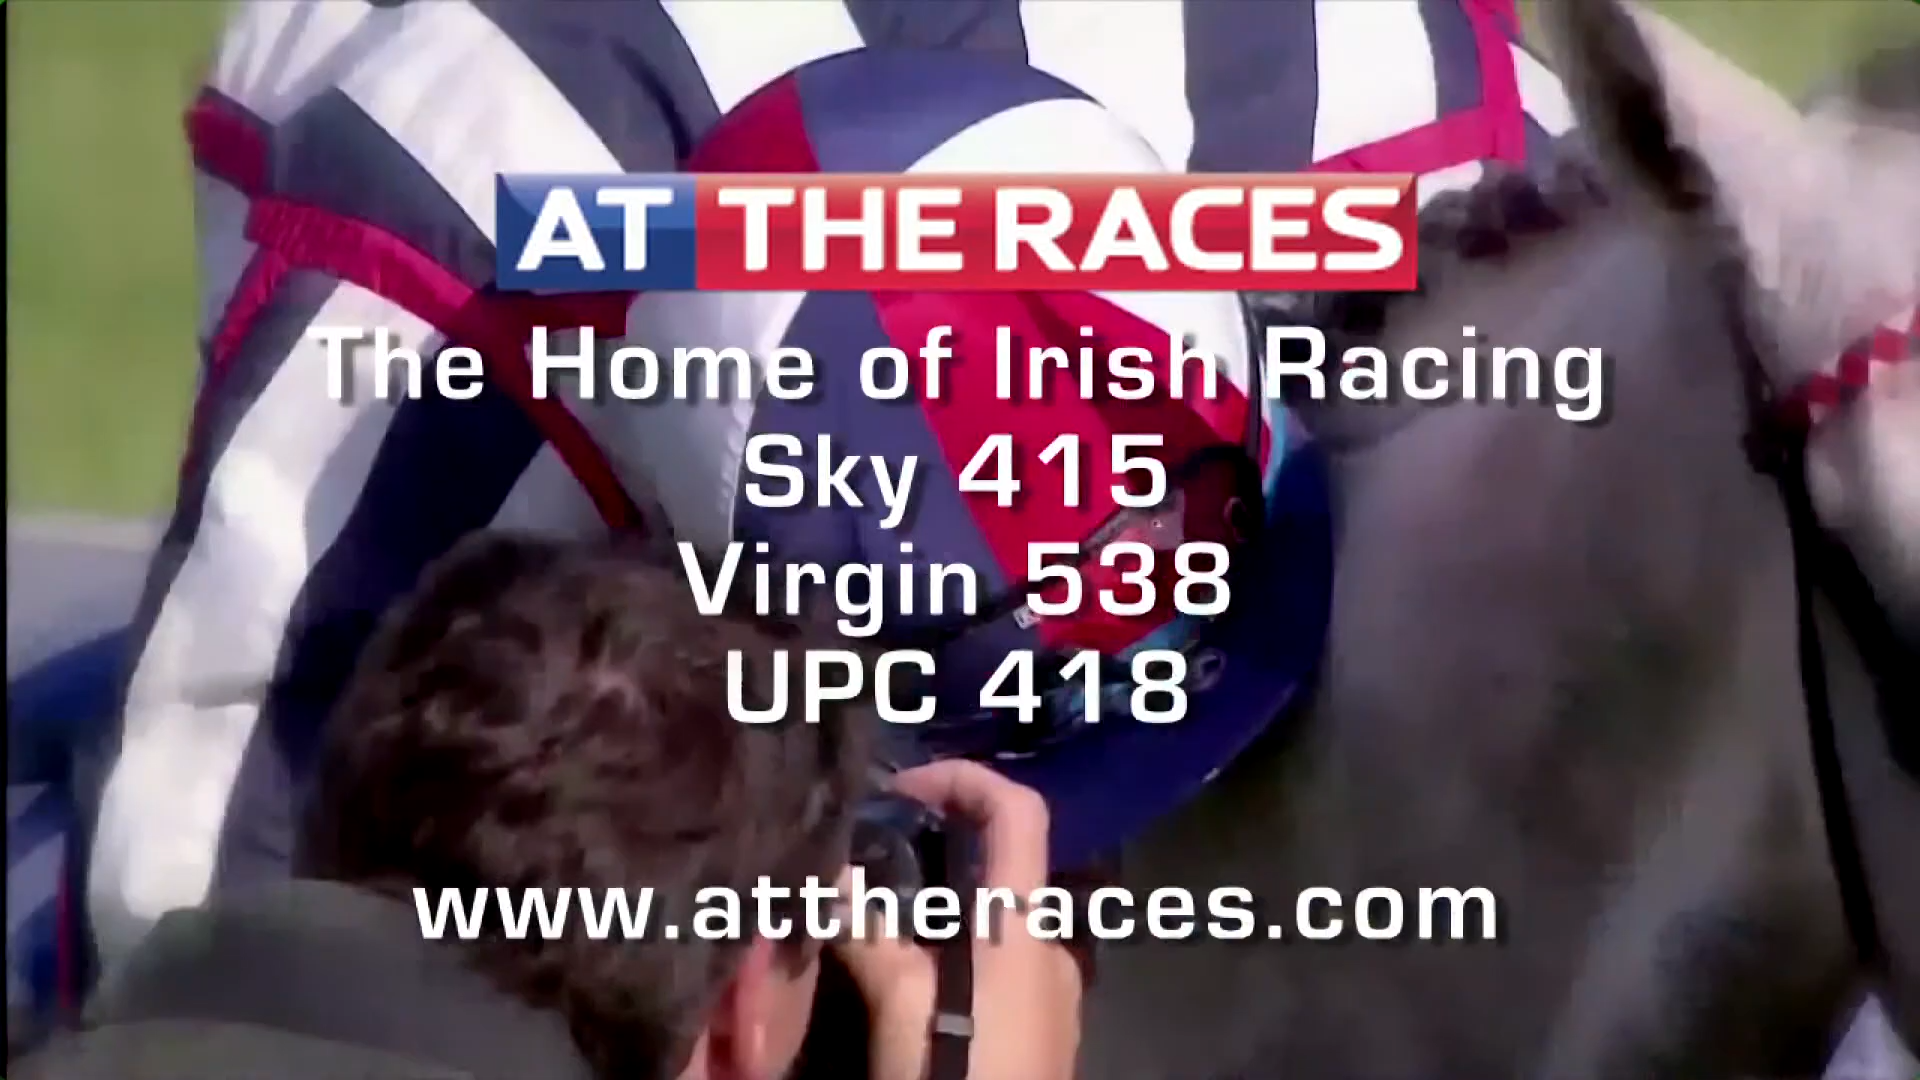 AT THE RACES
The Home of Irish Racing
Sky 415
Virgin 538
UPC 418
www.attheraces.com